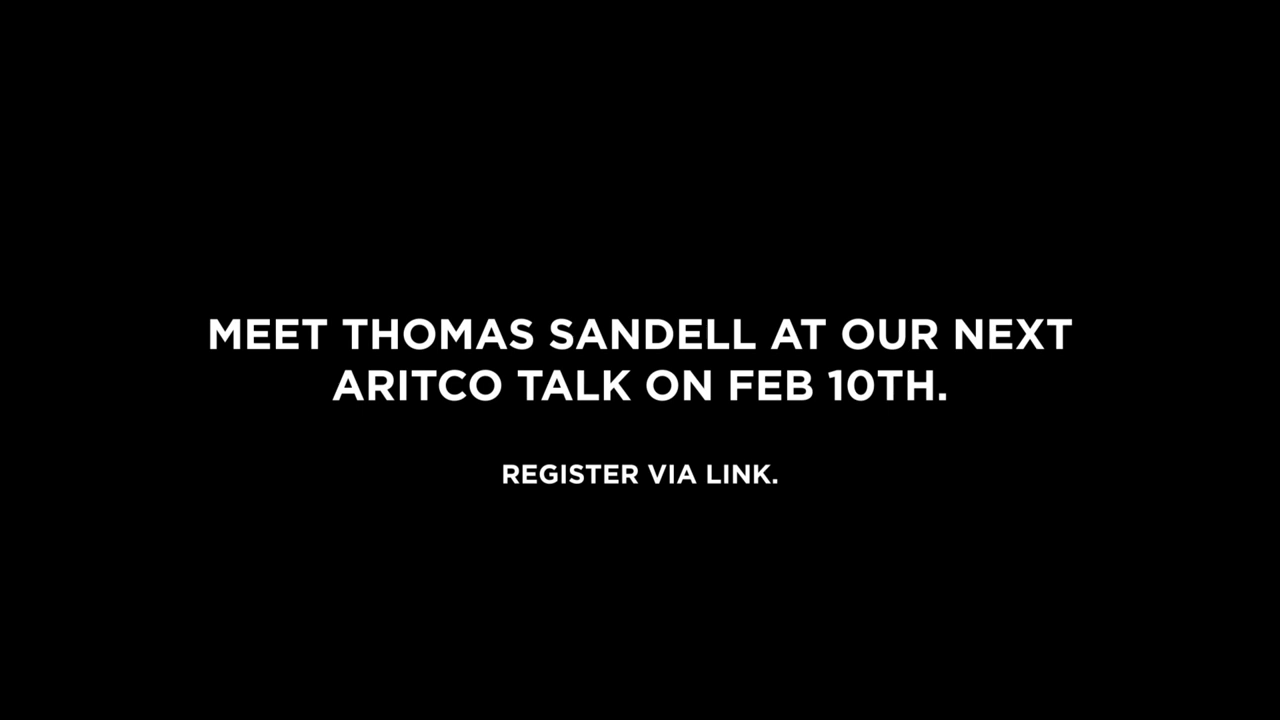 MEET THOMAS SANDELL AT OUR NEXT
ARITCO TALK ON FEB 10TH.
REGISTER VIA LINK.